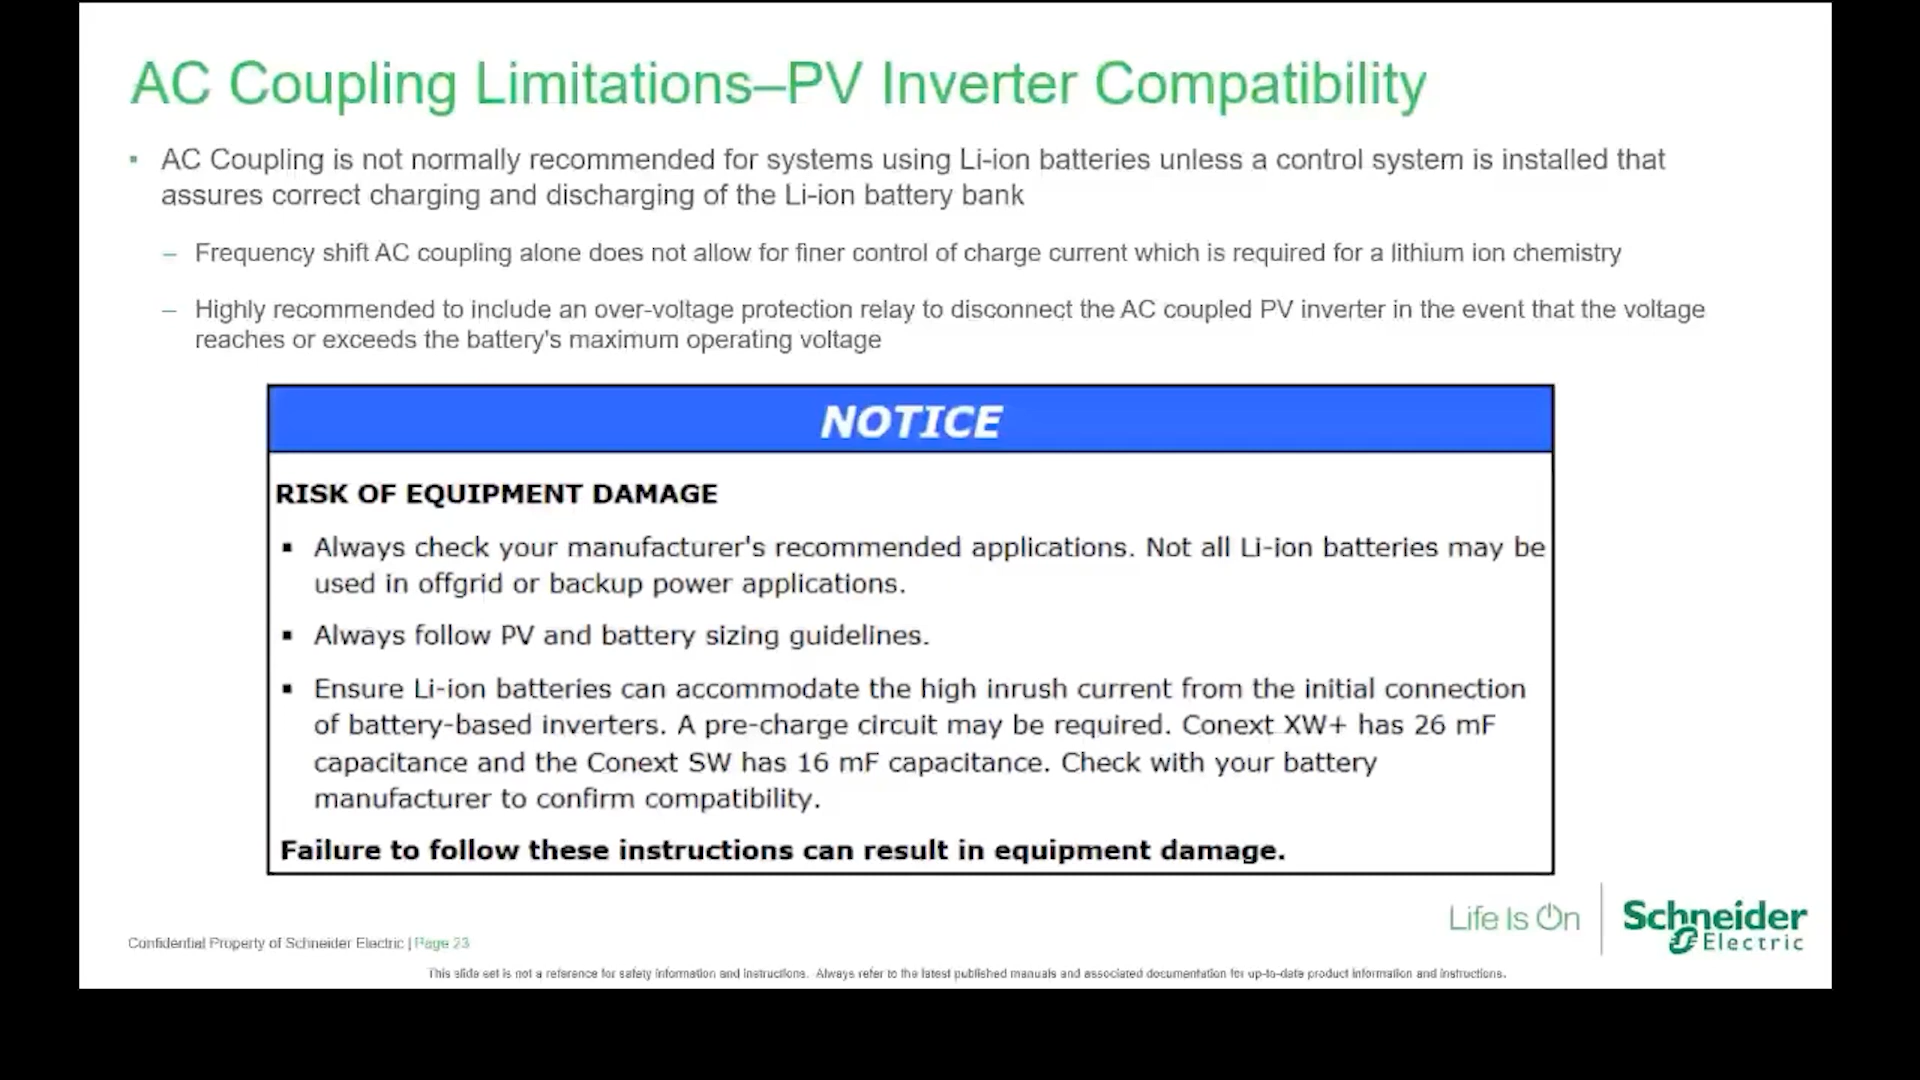 AC Coupling Limitations–PV Inverter Compatibility
▪ AC Coupling is not normally recommended for systems using Li-ion batteries unless a control system is installed that
assures correct charging and discharging of the Li-ion battery bank
– Frequency shift AC coupling alone does not allow for finer control of charge current which is required for a lithium ion chemistry
– Highly recommended to include an over-voltage protection relay to disconnect the AC coupled PV inverter in the event that the voltage
reaches or exceeds the battery's maximum operating voltage
NOTICE
RISK OF EQUIPMENT DAMAGE
▪ Always check your manufacturer's recommended applications. Not all Li-ion batteries may be
used in offgrid or backup power applications.
▪ Always follow PV and battery sizing guidelines.
▪ Ensure Li-ion batteries can accommodate the high inrush current from the initial connection
of battery-based inverters. A pre-charge circuit may be required. Conext XW+ has 26 mF
capacitance and the Conext SW has 16 mF capacitance. Check with your battery
manufacturer to confirm compatibility.
Failure to follow these instructions can result in equipment damage.
Life Is On
Schneider
Electric
Confidential Property of Schneider Electric | Page 23
This slide set is not a reference for safety information and instructions. Always refer to the latest published manuals and associated documentation for up-to-date product information and instructions.